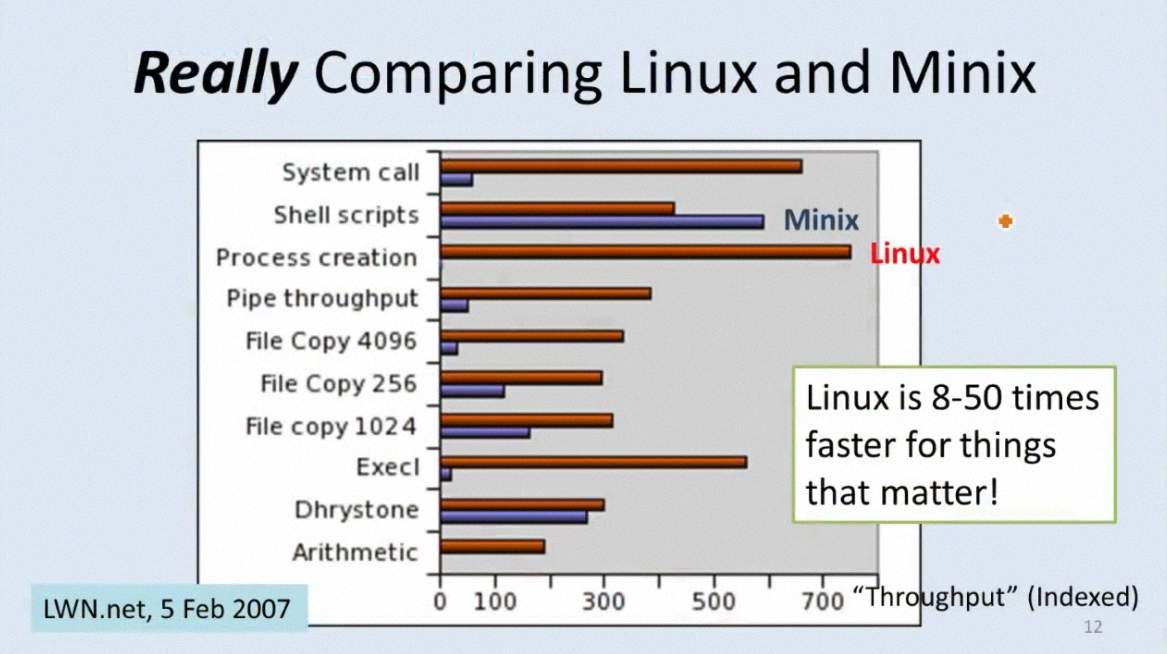 Really Comparing Linux and Minix
System call
Shell scripts
Minix
Process creation
Linux
Pipe throughput
File Copy 4096
File Copy 256
File copy 1024
Execl
Dhrystone
Arithmetic
Linux is 8-50 times
faster for things
that matter!
0 100 300 500 700
"Throughput" (Indexed)
LWN.net, 5 Feb 2007
12